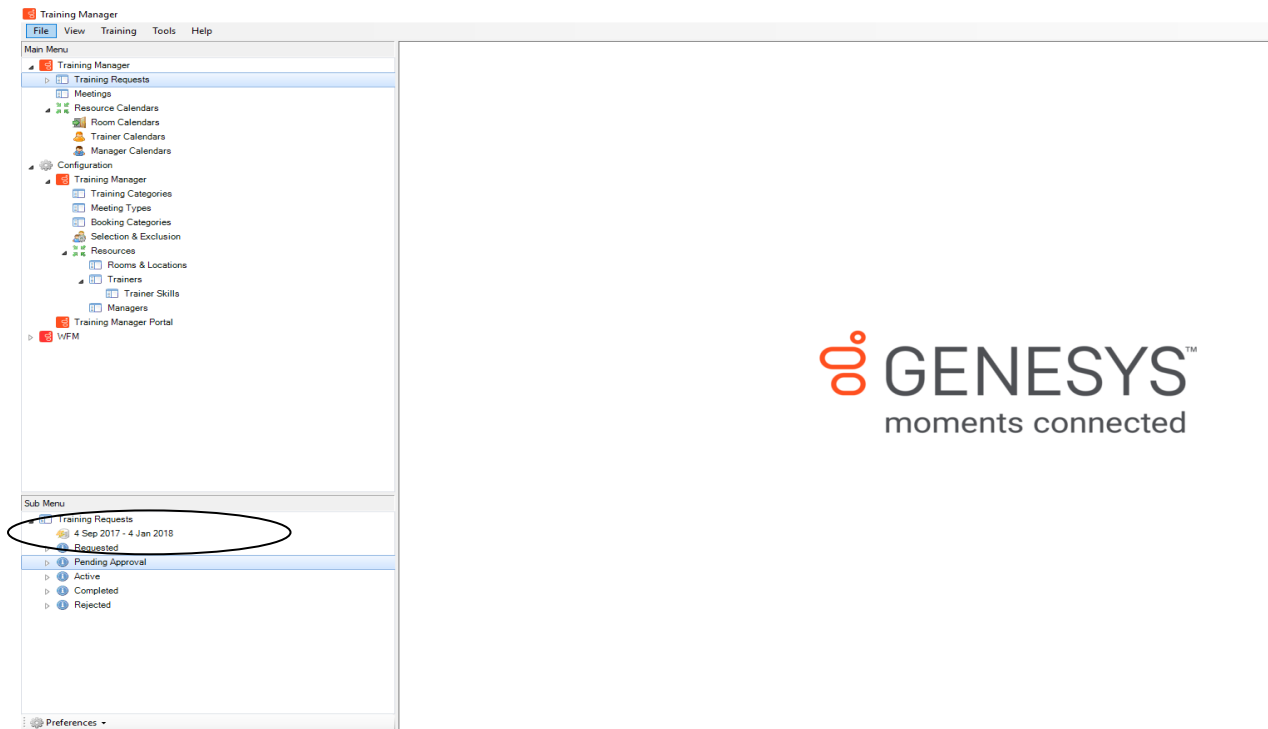 Training Manager
File View Training Tools Help
Main Menu
Training Manager
Training Requests
Meetings
Resource Calendars
Room Calendars
Trainer Calendars
Manager Calendars
Configuration
Training Manager
Training Categories
Meeting Types
Booking Categories
Selection & Exclusion
Resources
Rooms & Locations
Trainers
Trainer Skills
Managers
Training Manager Portal
WFM
GENESYS™
moments connected
Sub Menu
Training Requests
4 Sep 2017 - 4 Jan 2018
Requested
Pending Approval
Active
Completed
Rejected
Preferences